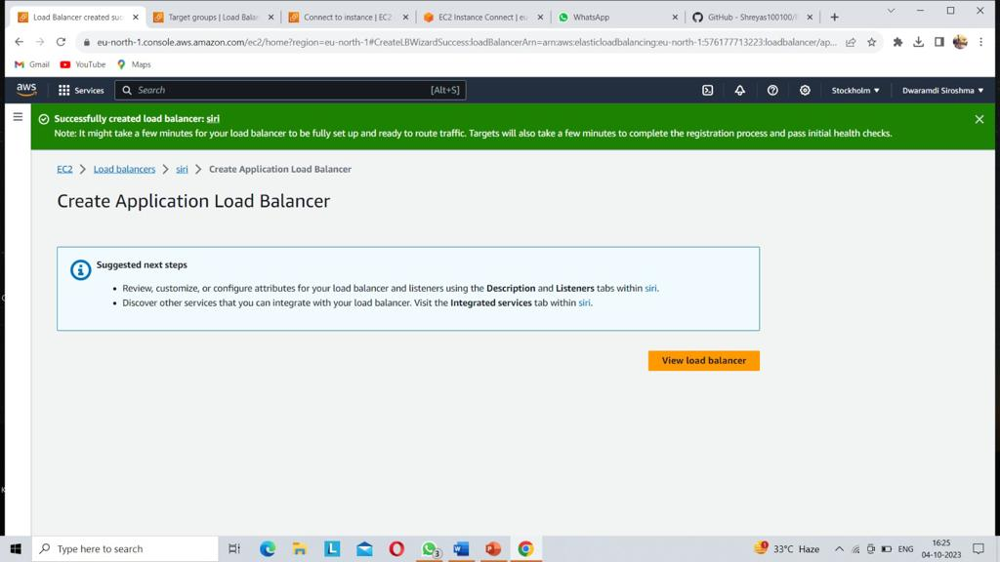 Load Balancer created suc
Target groups | Load Balan
Connect to instance | EC2
EC2 Instance Connect | eu-
WhatsApp
GitHub - Shreyas100100/
eu-north-1.console.aws.amazon.com/ec2/home?region=eu-north-1#CreateLBWizardSuccess:loadBalancerArn=arn:aws:elasticloadbalancing:eu-north-1:576177713223:loadbalancer/ap...
Gmail YouTube Maps
aws Services Search [Alt+S] Stockholm Dwaramdi Siroshma
Successfully created load balancer: siri
Note: It might take a few minutes for your load balancer to be fully set up and ready to route traffic. Targets will also take a few minutes to complete the registration process and pass initial health checks.
EC2 > Load balancers > siri > Create Application Load Balancer
Create Application Load Balancer
Suggested next steps
• Review, customize, or configure attributes for your load balancer and listeners using the Description and Listeners tabs within siri.
• Discover other services that you can integrate with your load balancer. Visit the Integrated services tab within siri.
View load balancer
Type here to search
33°C Haze
ENG
16:25
04-10-2023